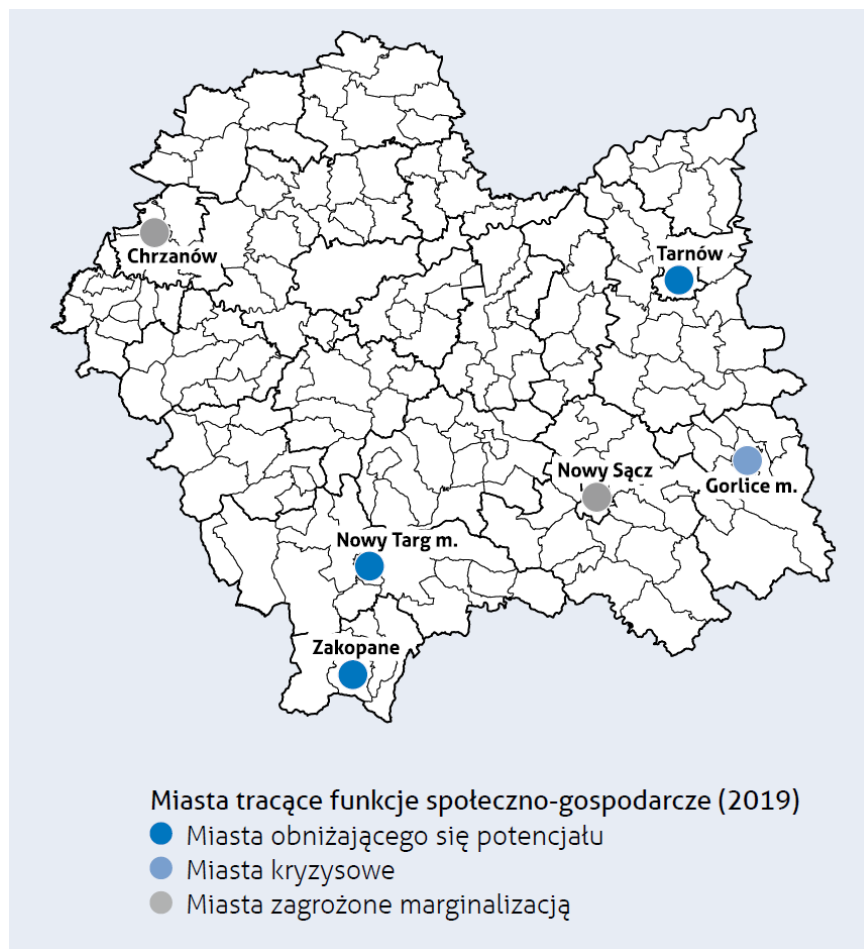 Chrzanów
Tarnów
Nowy Sącz
Gorlice m.
Nowy Targ m.
Zakopane
Miasta tracące funkcje społeczno-gospodarcze (2019)
Miasta obniżającego się potencjału
Miasta kryzysowe
Miasta zagrożone marginalizacją